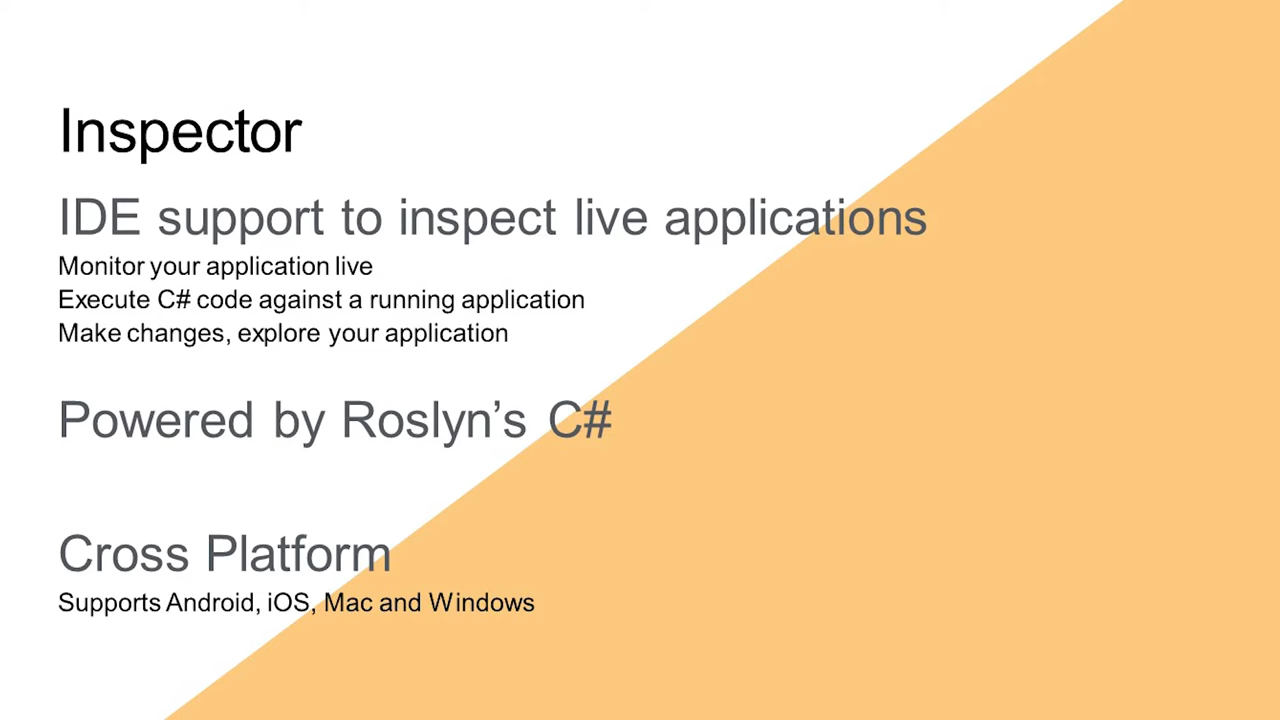 Inspector
IDE support to inspect live applications
Monitor your application live
Execute C# code against a running application
Make changes, explore your application
Powered by Roslyn’s C#
Cross Platform
Supports Android, iOS, Mac and Windows